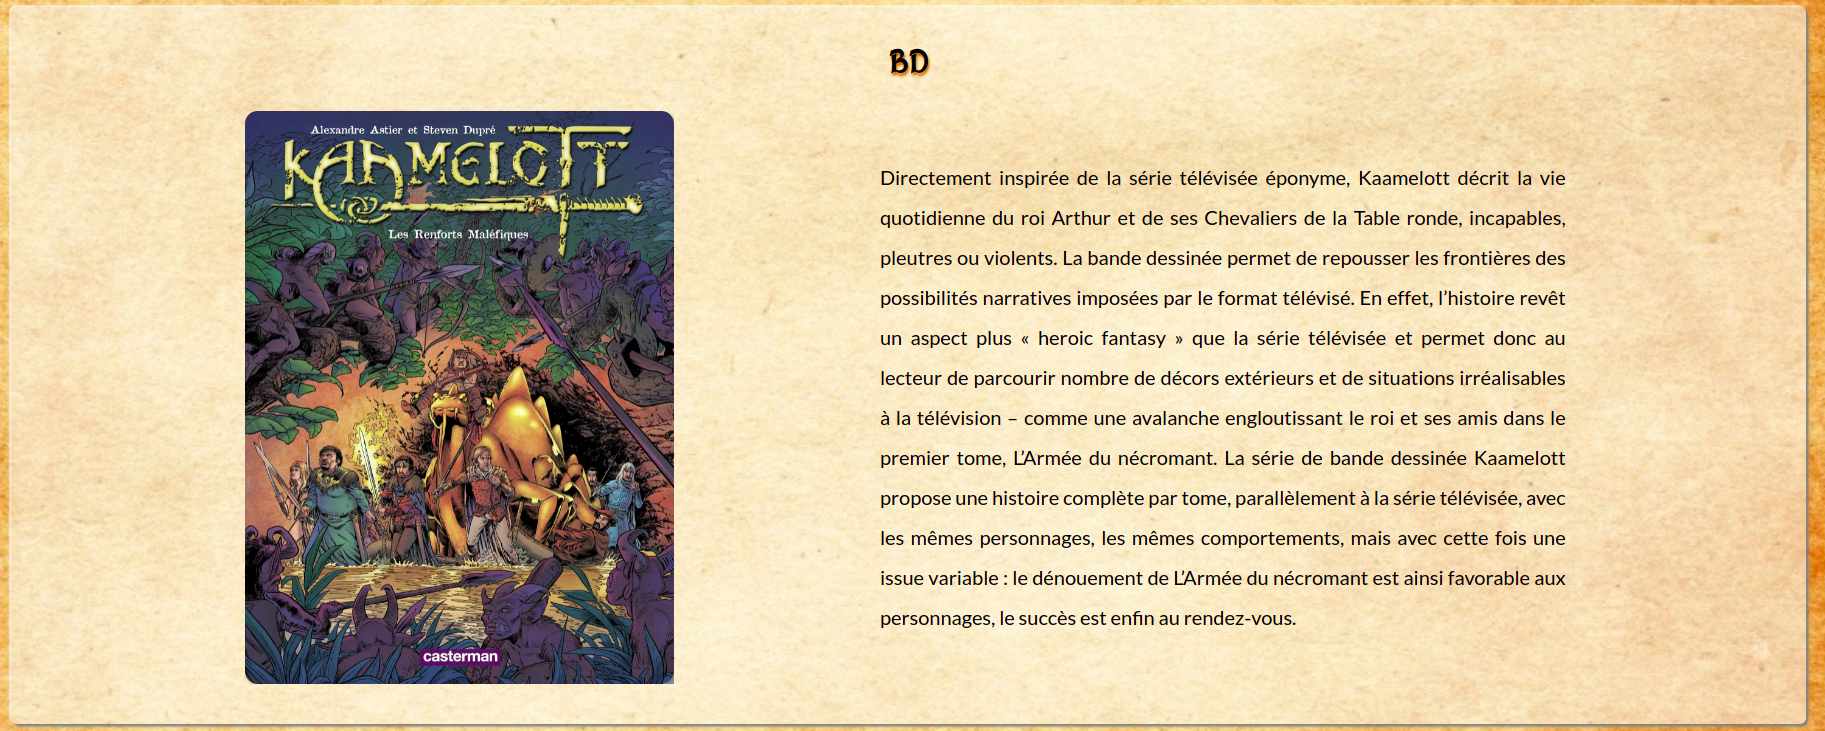 BD
Alexandre Astier et Steven Dupré
KAAMELOTT
Les Renforts Maléfiques
casterman
Directement inspirée de la série télévisée éponyme, Kaamelott décrit la vie
quotidienne du roi Arthur et de ses Chevaliers de la Table ronde, incapables,
pleutres ou violents. La bande dessinée permet de repousser les frontières des
possibilités narratives imposées par le format télévisé. En effet, l’histoire revêt
un aspect plus « heroic fantasy » que la série télévisée et permet donc au
lecteur de parcourir nombre de décors extérieurs et de situations irréalisables
à la télévision – comme une avalanche engloutissant le roi et ses amis dans le
premier tome, L’Armée du nécromant. La série de bande dessinée Kaamelott
propose une histoire complète par tome, parallèlement à la série télévisée, avec
les mêmes personnages, les mêmes comportements, mais avec cette fois une
issue variable : le dénouement de L’Armée du nécromant est ainsi favorable aux
personnages, le succès est enfin au rendez-vous.